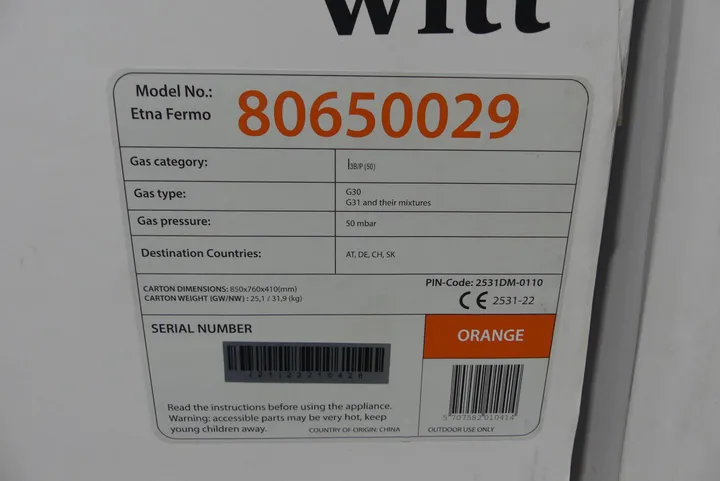 witt
Model No.:
Etna Fermo
80650029
Gas category: I3B/P (50)
Gas type: G30
G31 and their mixtures
Gas pressure: 50 mbar
Destination Countries: AT, DE, CH, SK
CARTON DIMENSIONS: 850x760x410(mm)
CARTON WEIGHT (GW/NW) : 25,1 / 31,9 (kg)
PIN-Code: 2531DM-0110
CE 2531-22
SERIAL NUMBER
ORANGE
Read the instructions before using the appliance.
Warning: accessible parts may be very hot, keep
young children away.
COUNTRY OF ORIGIN: CHINA
5 707582 010414
OUTDOOR USE ONLY